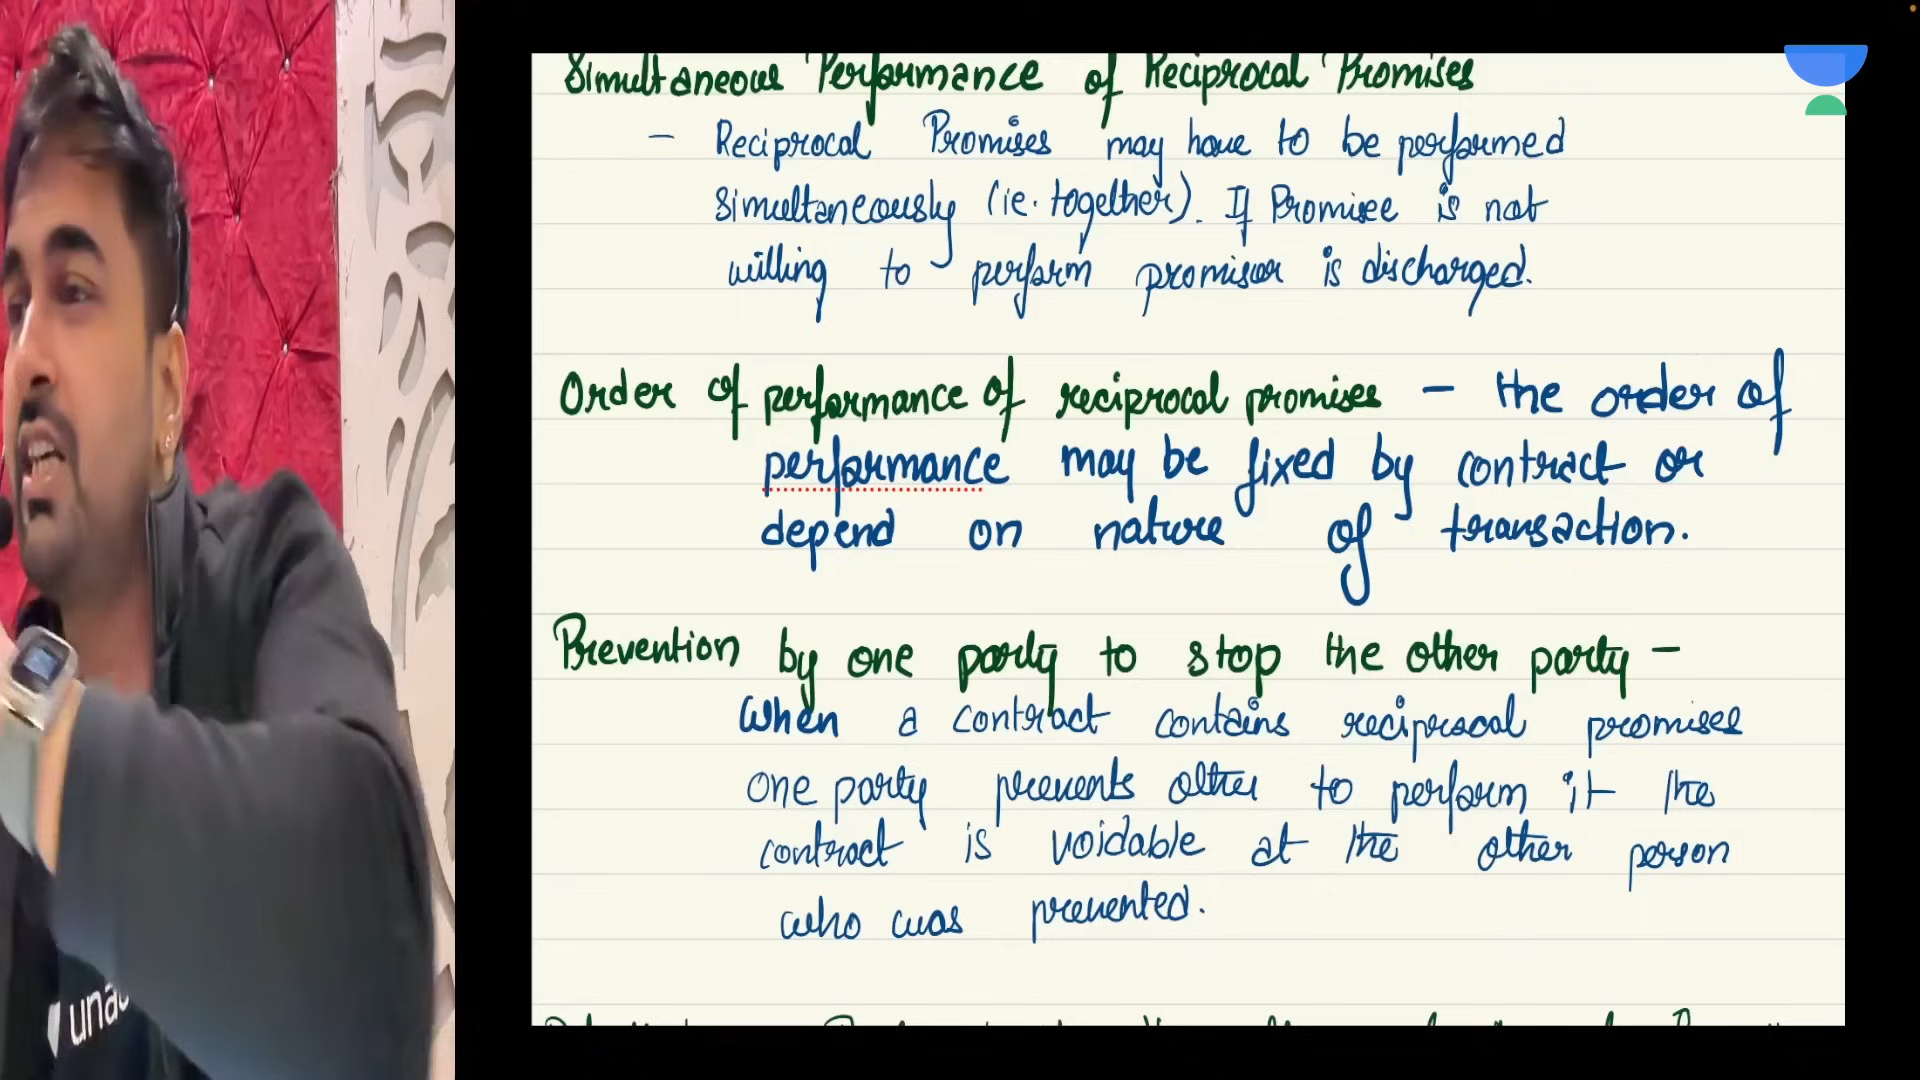 Simultaneous Performance of Reciprocal Promises
- Reciprocal Promises may have to be performed
simultaneously (ie. together). If Promisee is not
willing to perform promisor is discharged.
Order of performance of reciprocal promises - the order of
performance may be fixed by contract or
depend on nature of transaction.
Prevention by one party to stop the other party -
When a contract contains reciprocal promises
one party prevents other to perform it the
contract is voidable at the other person
who was prevented.
una